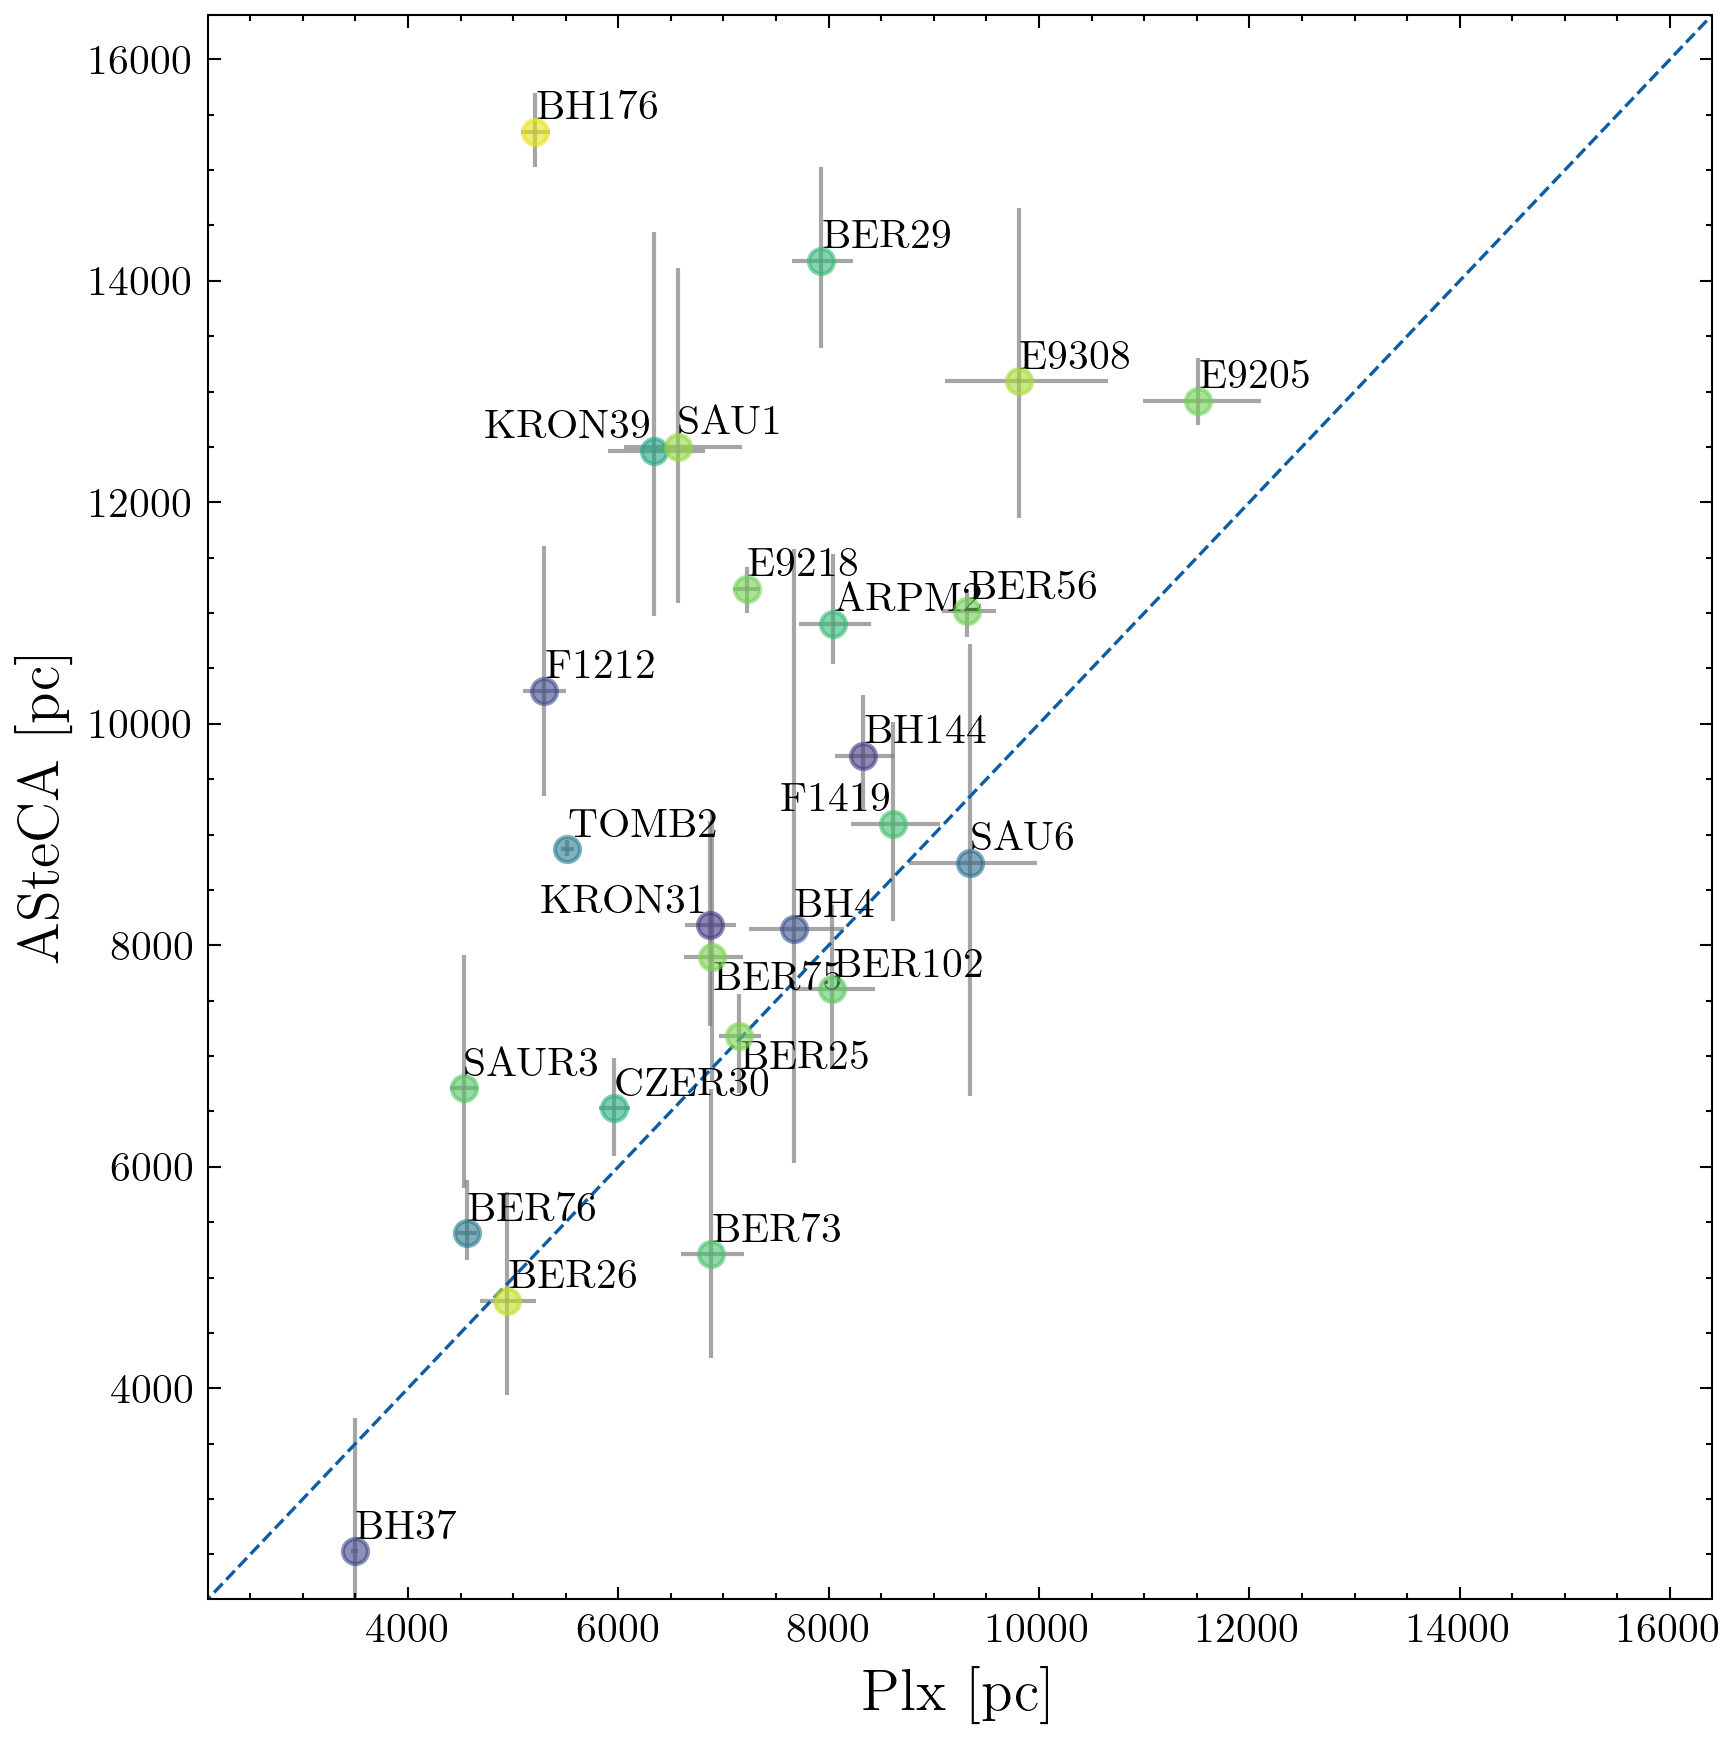 16000
BH176
BER29
14000
E9308
E9205
KRON39
SAU1
12000
E9218
ARPM2
BER56
F1212
ASteCA [pc]
10000
BH144
F1419
TOMB2
SAU6
KRON31
BH4
8000
BER75
BER102
BER25
SAUR3
CZER30
6000
BER76
BER73
BER26
4000
BH37
4000 6000 8000 10000 12000 14000 16000
Plx [pc]